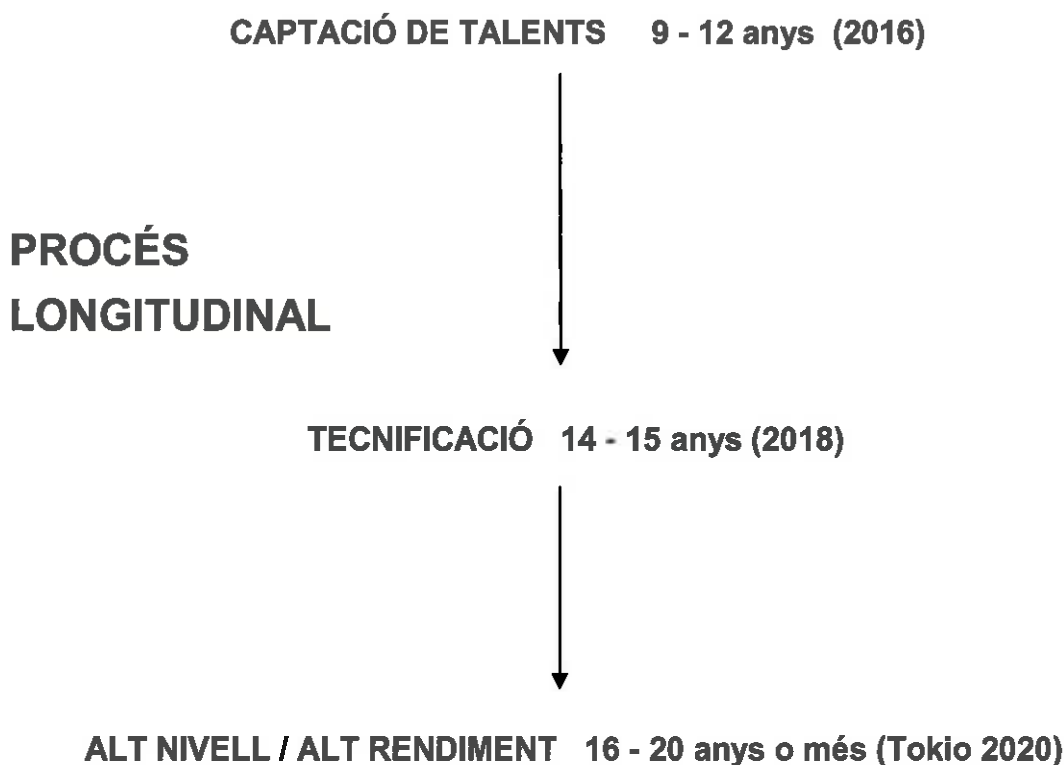 CAPTACIÓ DE TALENTS 9 - 12 anys (2016)
PROCÉS
LONGITUDINAL
TECNIFICACIÓ 14 - 15 anys (2018)
ALT NIVELL / ALT RENDIMENT 16 - 20 anys o més (Tokio 2020)